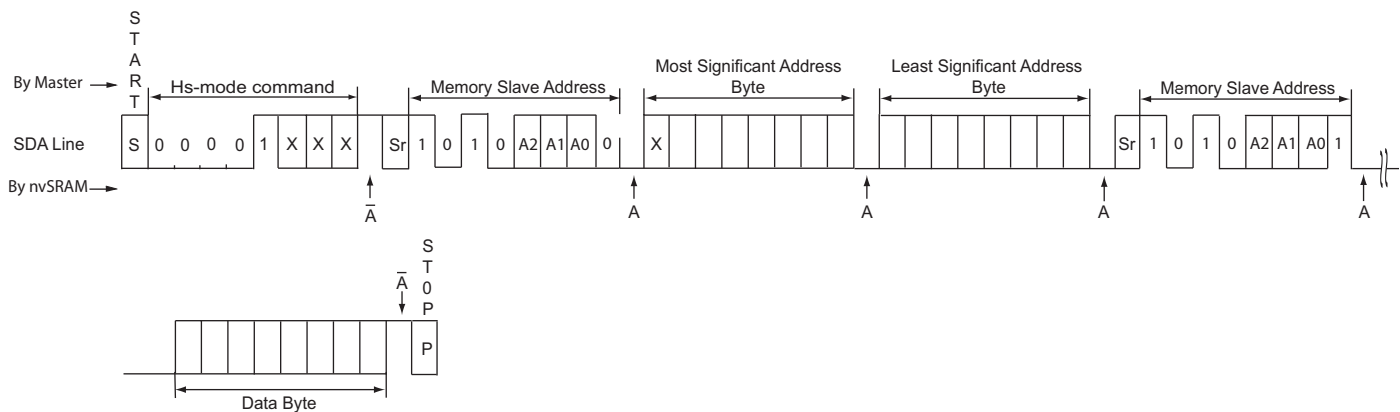 START
By Master
Hs-mode command
Memory Slave Address
Most Significant Address
Byte
Least Significant Address
Byte
Memory Slave Address
SDA Line
S 0 0 0 0 1 X X X Sr 1 0 1 0 A2 A1 A0 0 X Sr 1 0 1 0 A2 A1 A0 1
By nvSRAM
A̅ A A A A
ST0P
A̅
P
Data Byte